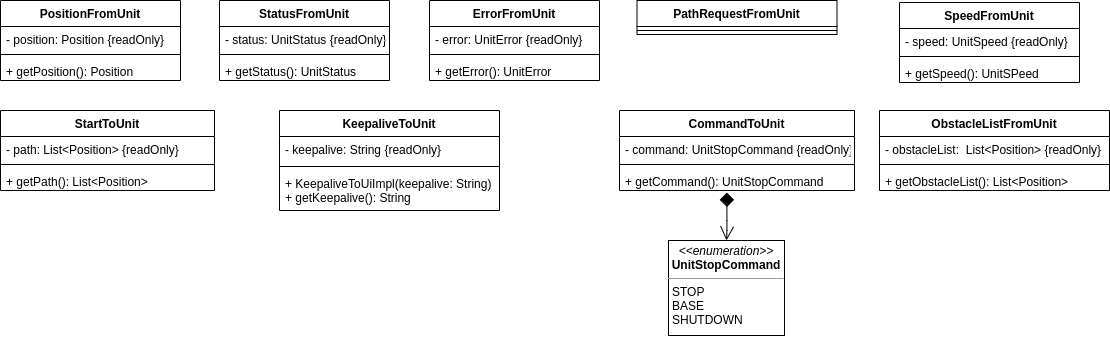 PositionFromUnit
- position: Position {readOnly}
+ getPosition(): Position
StatusFromUnit
- status: UnitStatus {readOnly}
+ getStatus(): UnitStatus
ErrorFromUnit
- error: UnitError {readOnly}
+ getError(): UnitError
PathRequestFromUnit
SpeedFromUnit
- speed: UnitSpeed {readOnly}
+ getSpeed(): UnitSPeed
StartToUnit
- path: List<Position> {readOnly}
+ getPath(): List<Position>
KeepaliveToUnit
- keepalive: String {readOnly}
+ KeepaliveToUiImpl(keepalive: String)
+ getKeepalive(): String
CommandToUnit
- command: UnitStopCommand {readOnly}
+ getCommand(): UnitStopCommand
ObstacleListFromUnit
- obstacleList:  List<Position> {readOnly}
+ getObstacleList(): List<Position>
<<enumeration>>
UnitStopCommand
STOP
BASE
SHUTDOWN